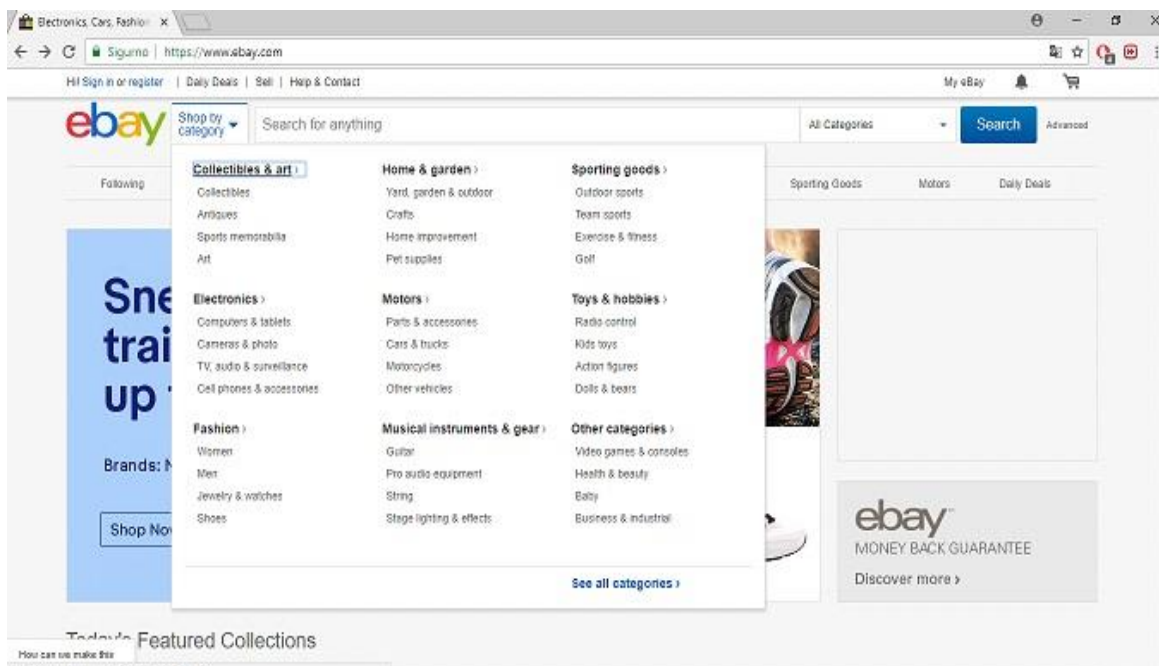 Electronics, Cars, Fashion
Sigurno | https://www.ebay.com
Hi! Sign in or register | Daily Deals | Sell | Help & Contact
My eBay
ebay
Shop by category
Search for anything
All Categories
Search
Advanced
Following
Sporting Goods
Motors
Daily Deals
Collectibles & art ›
Collectibles
Antiques
Sports memorabilia
Art
Home & garden ›
Yard, garden & outdoor
Crafts
Home improvement
Pet supplies
Sporting goods ›
Outdoor sports
Team sports
Exercise & fitness
Golf
Electronics ›
Computers & tablets
Cameras & photo
TV, audio & surveillance
Cell phones & accessories
Motors ›
Parts & accessories
Cars & trucks
Motorcycles
Other vehicles
Toys & hobbies ›
Radio control
Kids toys
Action figures
Dolls & bears
Fashion ›
Women
Men
Jewelry & watches
Shoes
Musical instruments & gear ›
Guitar
Pro audio equipment
String
Stage lighting & effects
Other categories ›
Video games & consoles
Health & beauty
Baby
Business & industrial
See all categories ›
Sne
trai
up
Brands:
Shop Now
ebay™
MONEY BACK GUARANTEE
Discover more ›
Today's Featured Collections
How can we make this